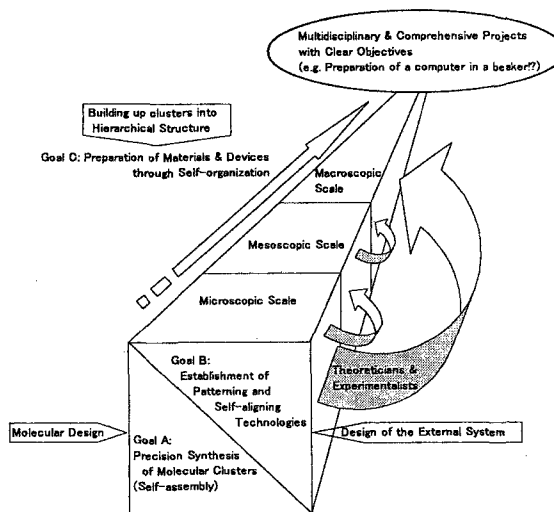 Multidisciplinary & Comprehensive Projects
with Clear Objectives
(e.g. Preparation of a computer in a beaker!?)
Building up clusters into
Hierarchical Structure
Goal C: Preparation of Materials & Devices
through Self-organization
Macroscopic
Scale
Mesoscopic Scale
Microscopic Scale
Goal B:
Establishment of
Patterning and
Self-aligning
Technologies
Theoreticians &
Experimentalists
Molecular Design
Design of the External System
Goal A:
Precision Synthesis
of Molecular Clusters
(Self-assembly)